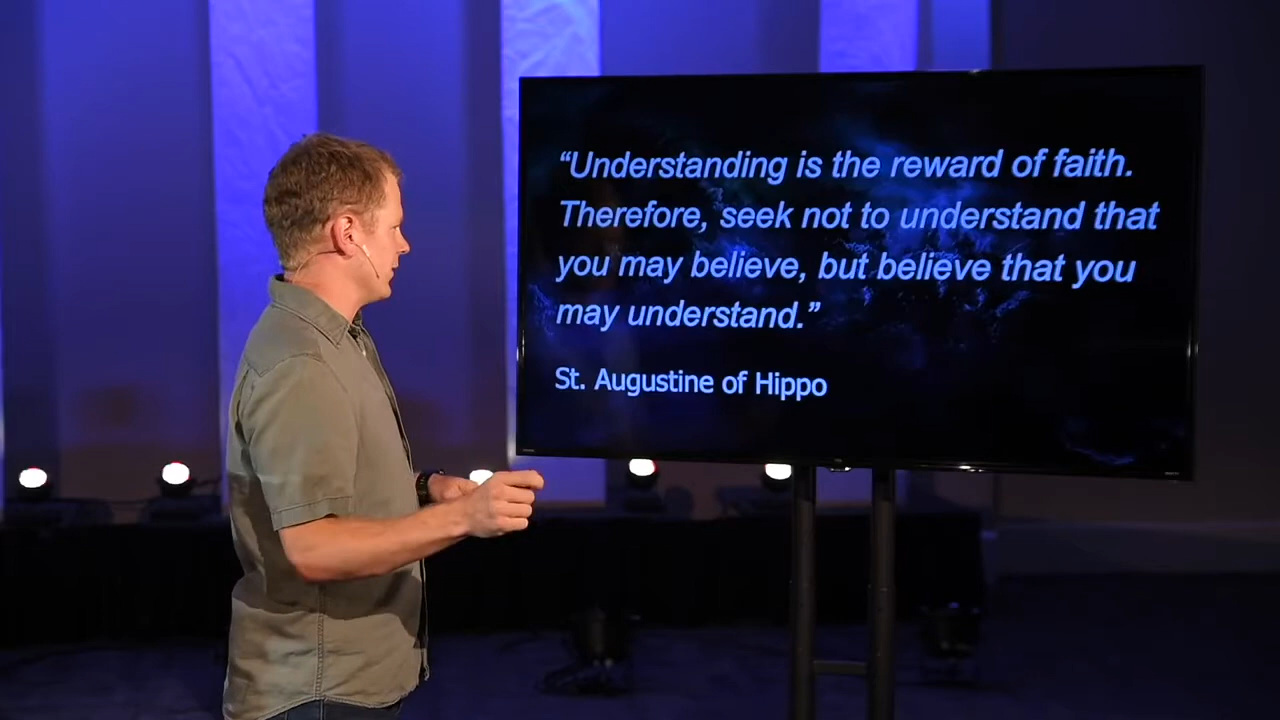 “Understanding is the reward of faith.
Therefore, seek not to understand that
you may believe, but believe that you
may understand.”
St. Augustine of Hippo